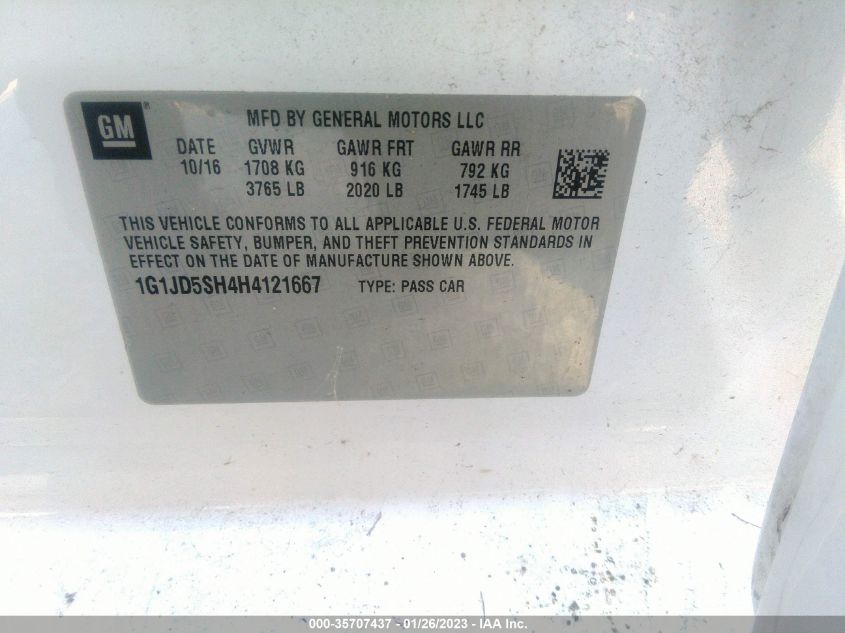 GM®
MFD BY GENERAL MOTORS LLC
DATE GVWR GAWR FRT GAWR RR
10/16 1708 KG 916 KG 792 KG
3765 LB 2020 LB 1745 LB
THIS VEHICLE CONFORMS TO ALL APPLICABLE U.S. FEDERAL MOTOR
VEHICLE SAFETY, BUMPER, AND THEFT PREVENTION STANDARDS IN
EFFECT ON THE DATE OF MANUFACTURE SHOWN ABOVE.
1G1JD5SH4H4121667 TYPE: PASS CAR
000-35707437 - 01/26/2023 - IAA Inc.